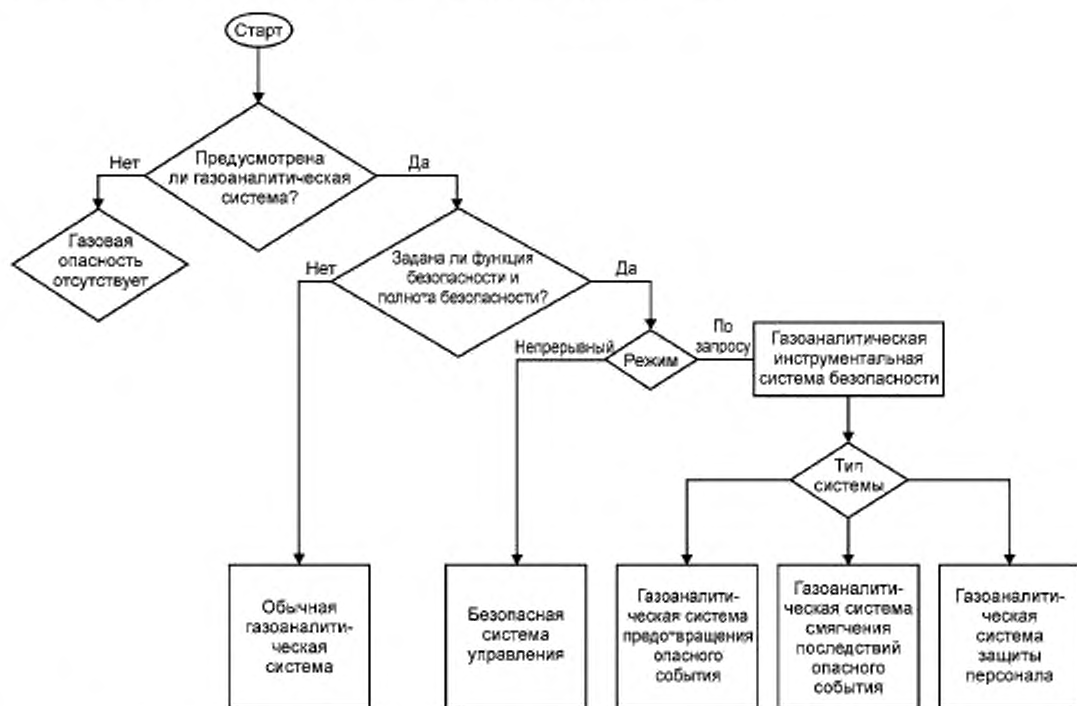 Старт
Нет
Предусмотрена
ли газоаналитическая
система?
Да
Газовая
опасность
отсутствует
Нет
Задана ли функция
безопасности и
полнота безопасности?
Да
Непрерывный
Режим
По
запросу
Газоаналитическая
инструментальная
система безопасности
Тип
системы
Обычная
газоаналити-
ческая
система
Безопасная
система
управления
Газоаналити-
ческая система
предотвращения
опасного
события
Газоаналити-
ческая система
смягчения
последствий
опасного
события
Газоаналити-
ческая
система
защиты
персонала